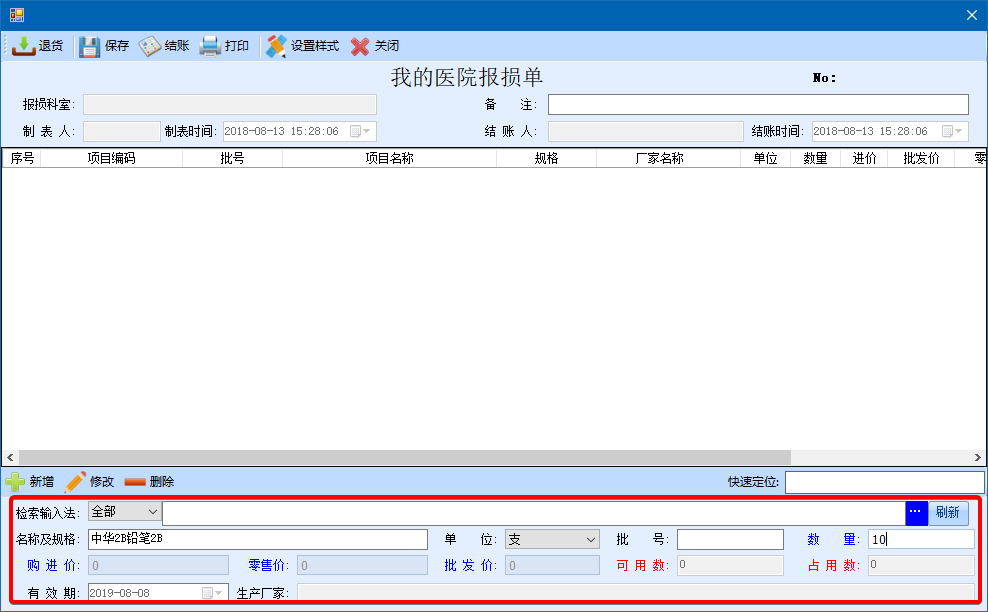 退货 保存 结账 打印 设置样式 关闭
我的医院报损单 No:
报损科室: 备 注:
制 表 人: 制表时间: 2018-08-13 15:28:06 结 账 人: 结账时间: 2018-08-13 15:28:06
序号 项目编码 批号 项目名称 规格 厂家名称 单位 数量 进价 批发价 零
新增 修改 删除 快速定位:
检索输入法: 全部 ... 刷新
名称及规格: 中华2B铅笔2B 单 位: 支 批 号: 数 量: 10
购 进 价: 0 零售价: 0 批 发 价: 0 可 用 数: 0 占 用 数: 0
有 效 期: 2019-08-08 生产厂家: